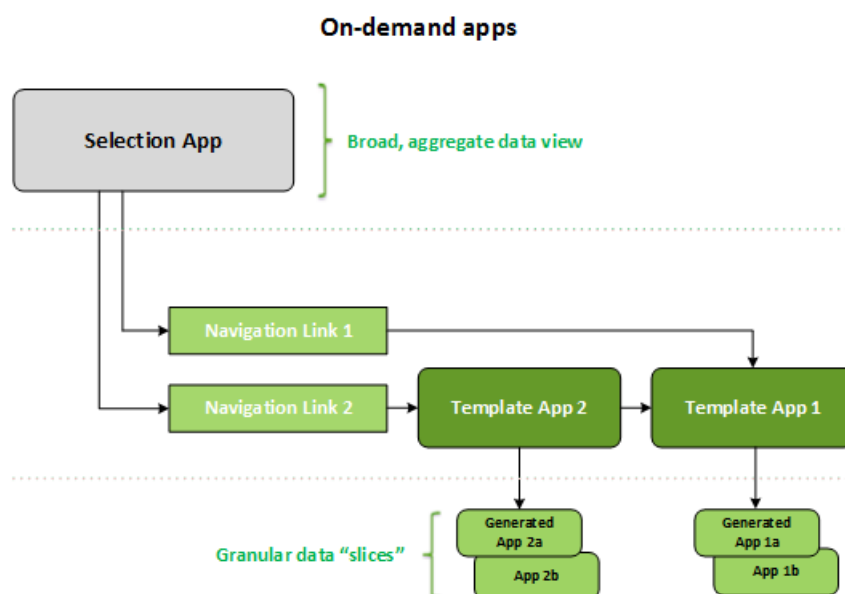 On-demand apps
Selection App
Broad, aggregate data view
Navigation Link 1
Navigation Link 2
Template App 2
Template App 1
Granular data “slices”
Generated
App 2a
App 2b
Generated
App 1a
App 1b